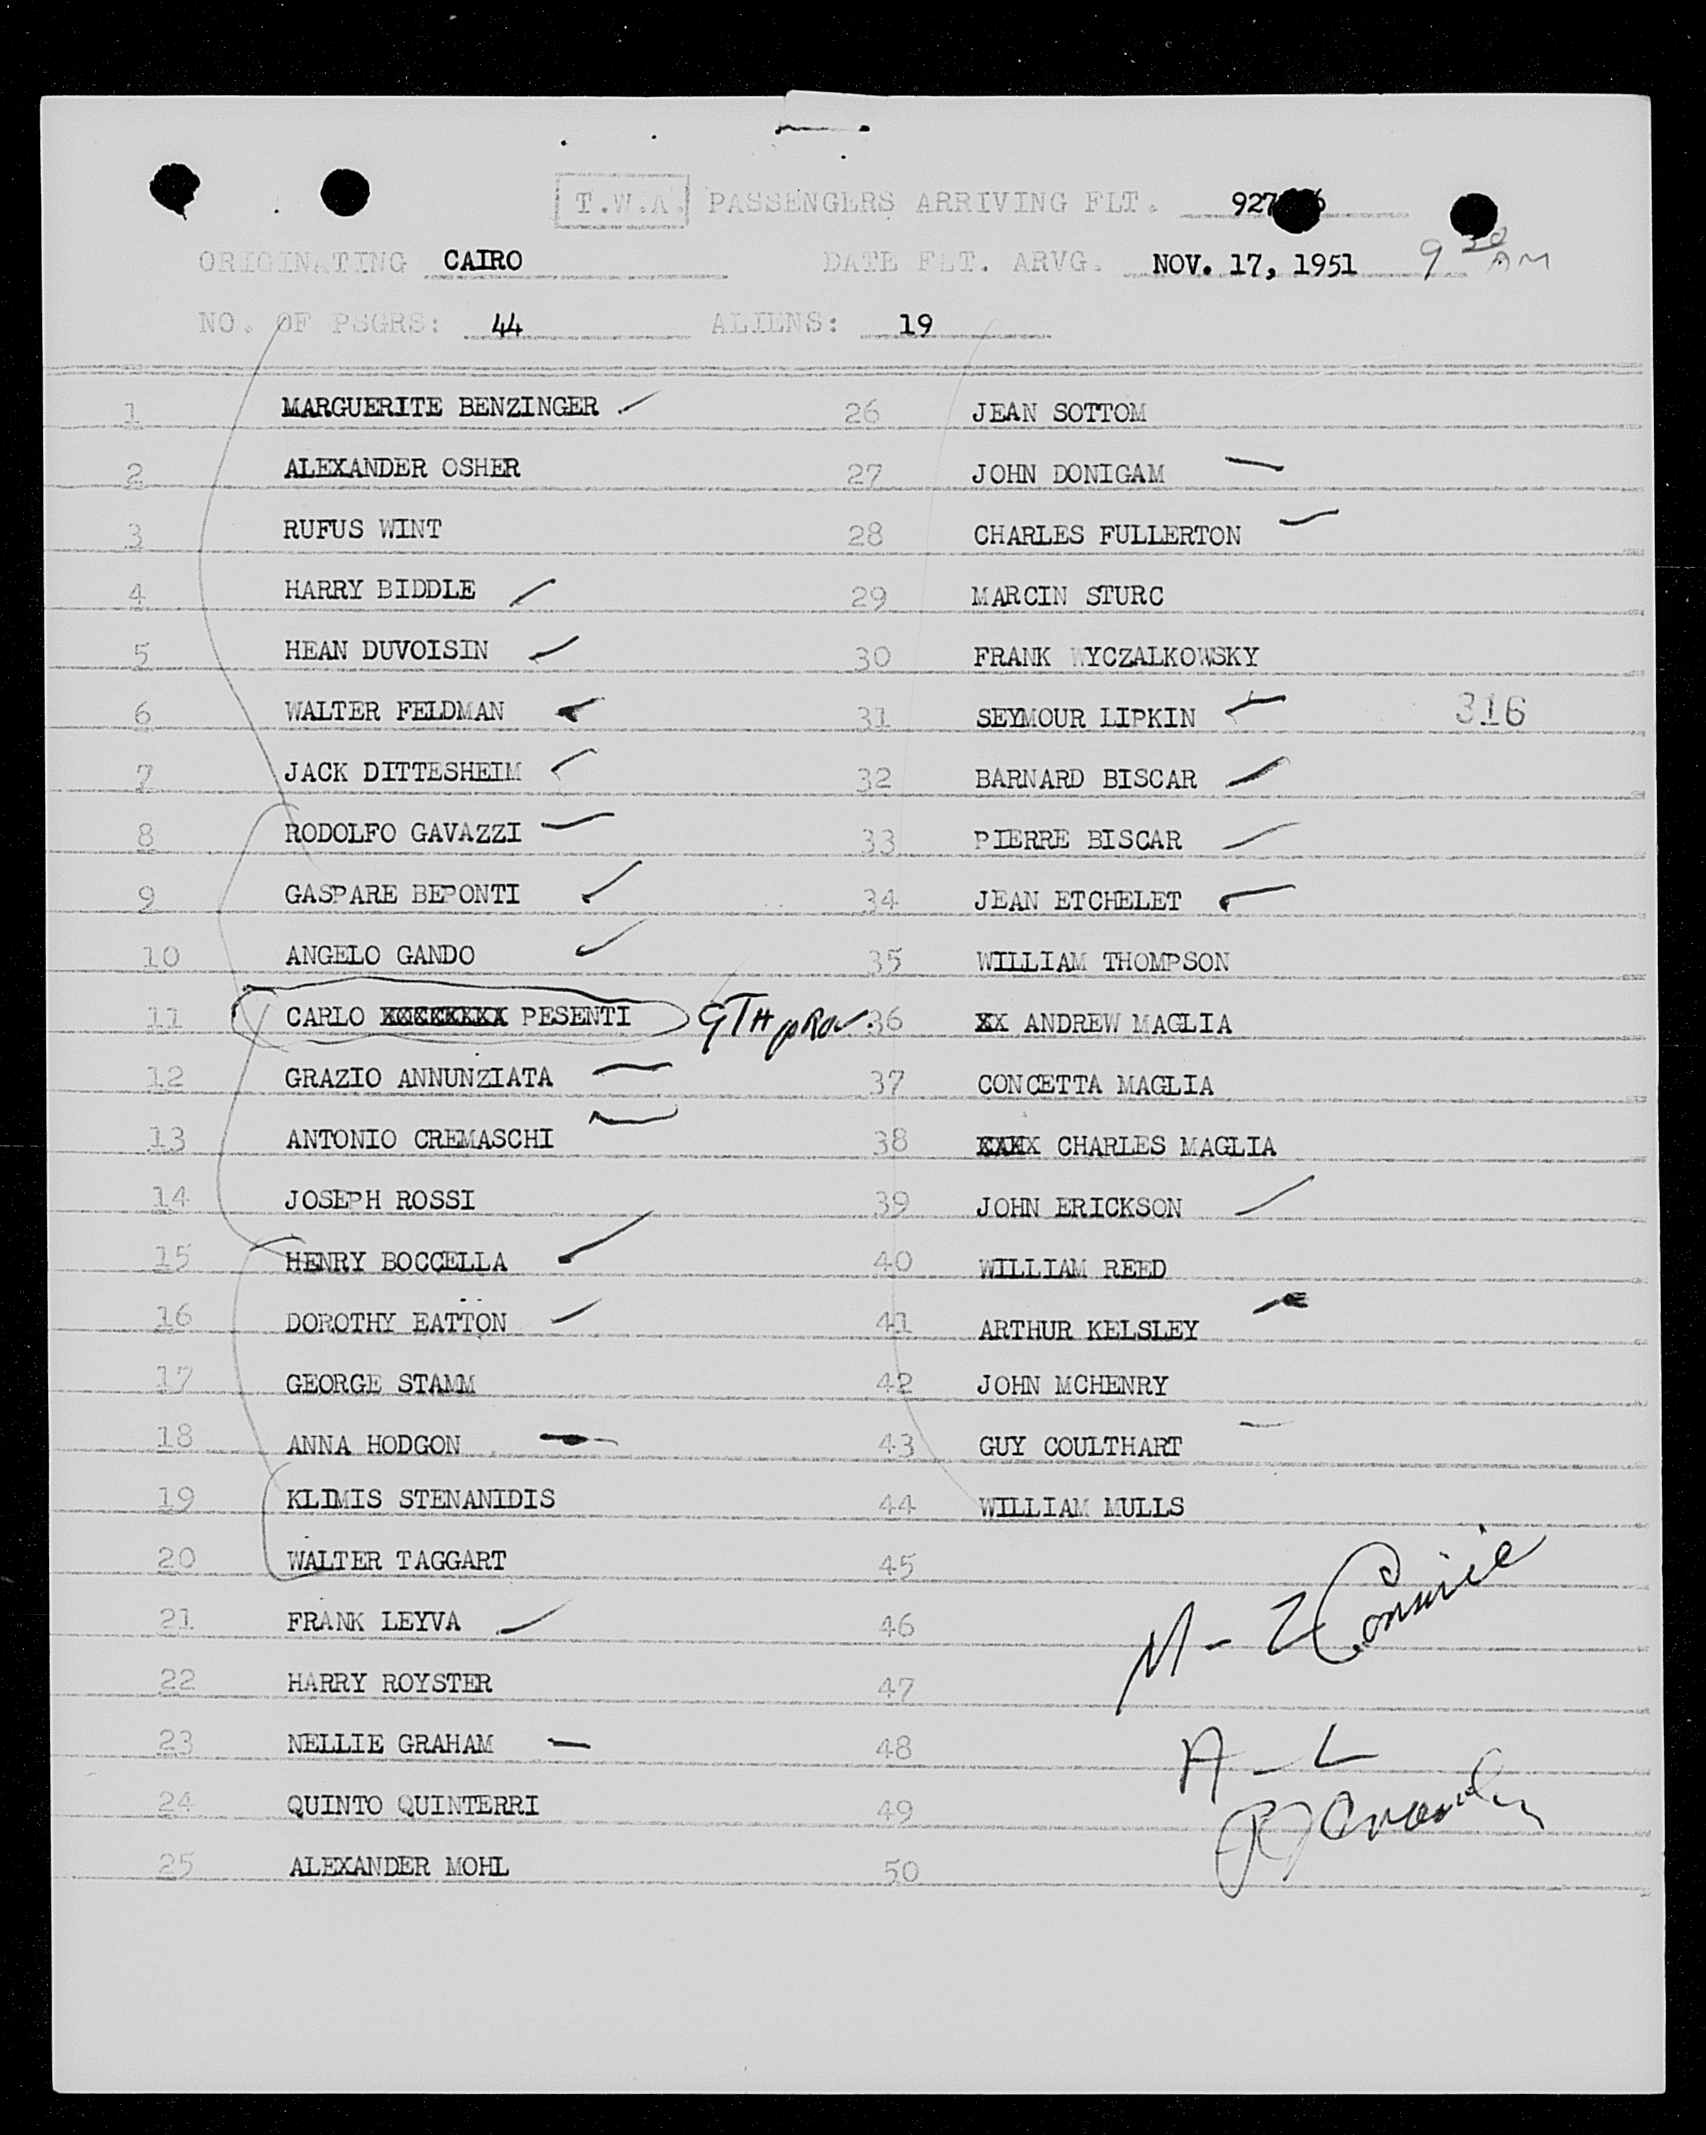 T.W.A. PASSENGERS ARRIVING FLT. 927
ORIGINATING CAIRO DATE FLT. ARVG. NOV. 17, 1951 9 30 AM
NO. OF PSGRS: 44 ALIENS: 19
1 MARGUERITE BENZINGER
2 ALEXANDER OSHER
3 RUFUS WINT
4 HARRY BIDDLE
5 HEAN DUVOISIN
6 WALTER FELDMAN
7 JACK DITTESHEIM
8 RODOLFO GAVAZZI
9 GASPARE BEPONTI
10 ANGELO GANDO
11 CARLO PESENTI GTH
12 GRAZIO ANNUNZIATA
13 ANTONIO CREMASCHI
14 JOSEPH ROSSI
15 HENRY BOCCELLA
16 DOROTHY EATTON
17 GEORGE STAMM
18 ANNA HODGON
19 KLIMIS STENANIDIS
20 WALTER TAGGART
21 FRANK LEYVA
22 HARRY ROYSTER
23 NELLIE GRAHAM
24 QUINTO QUINTERRI
25 ALEXANDER MOHL
26 JEAN SOTTOM
27 JOHN DONIGAM
28 CHARLES FULLERTON
29 MARCIN STURC
30 FRANK WYCZALKOWSKY
31 SEYMOUR LIPKIN 316
32 BARNARD BISCAR
33 PIERRE BISCAR
34 JEAN ETCHELET
35 WILLIAM THOMPSON
36 XX ANDREW MAGLIA
37 CONCETTA MAGLIA
38 CHARLES MAGLIA
39 JOHN ERICKSON
40 WILLIAM REED
41 ARTHUR KELSLEY
42 JOHN MCHENRY
43 GUY COULTHART
44 WILLIAM MULLS
45
46
47
48
49
50
M -
A - L